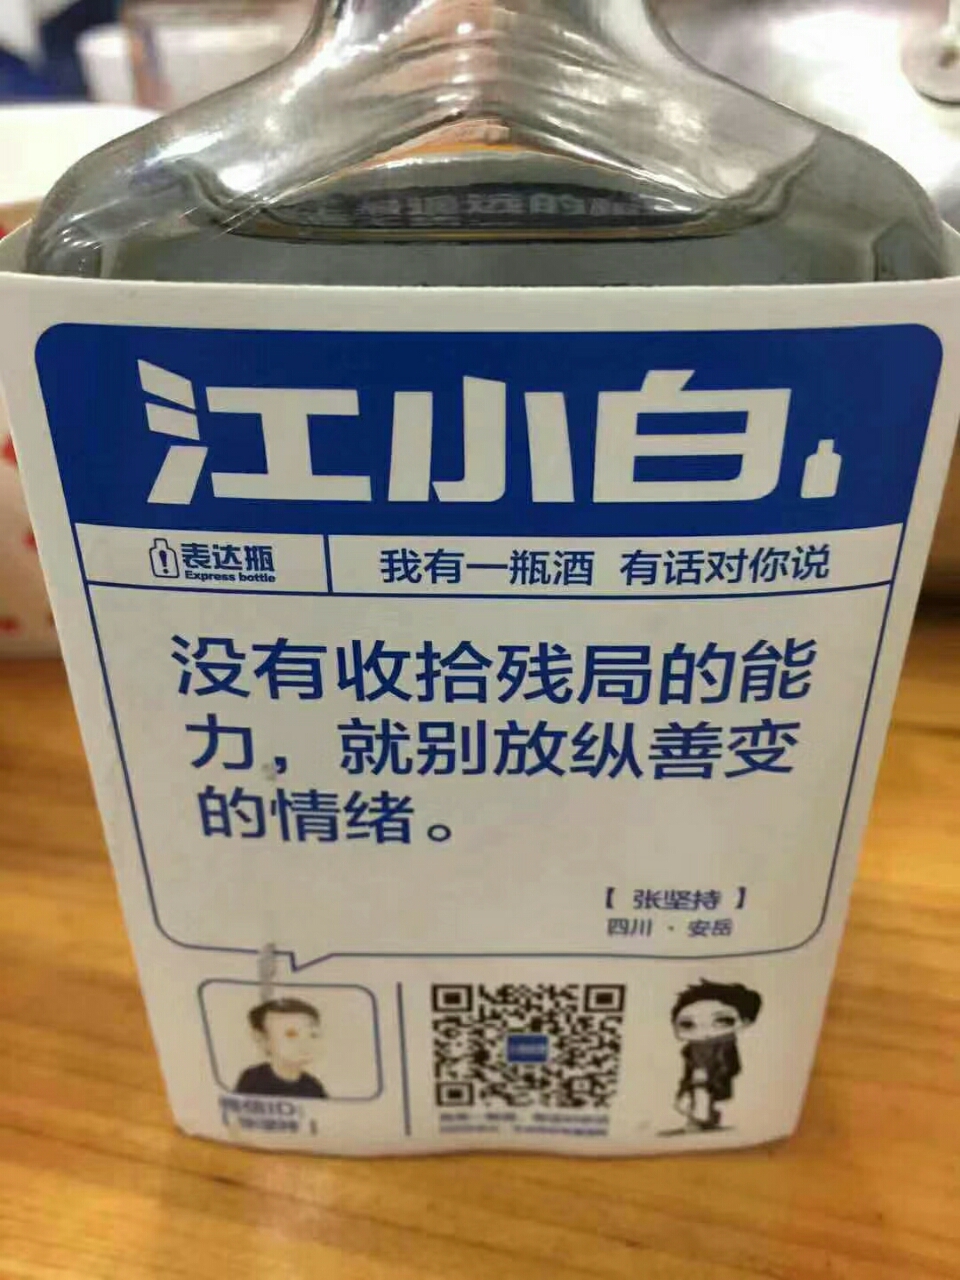 江小白
表达瓶
Express bottle
我有一瓶酒 有话对你说
没有收拾残局的能
力，就别放纵善变
的情绪。
【 张坚持 】
四川 · 安岳